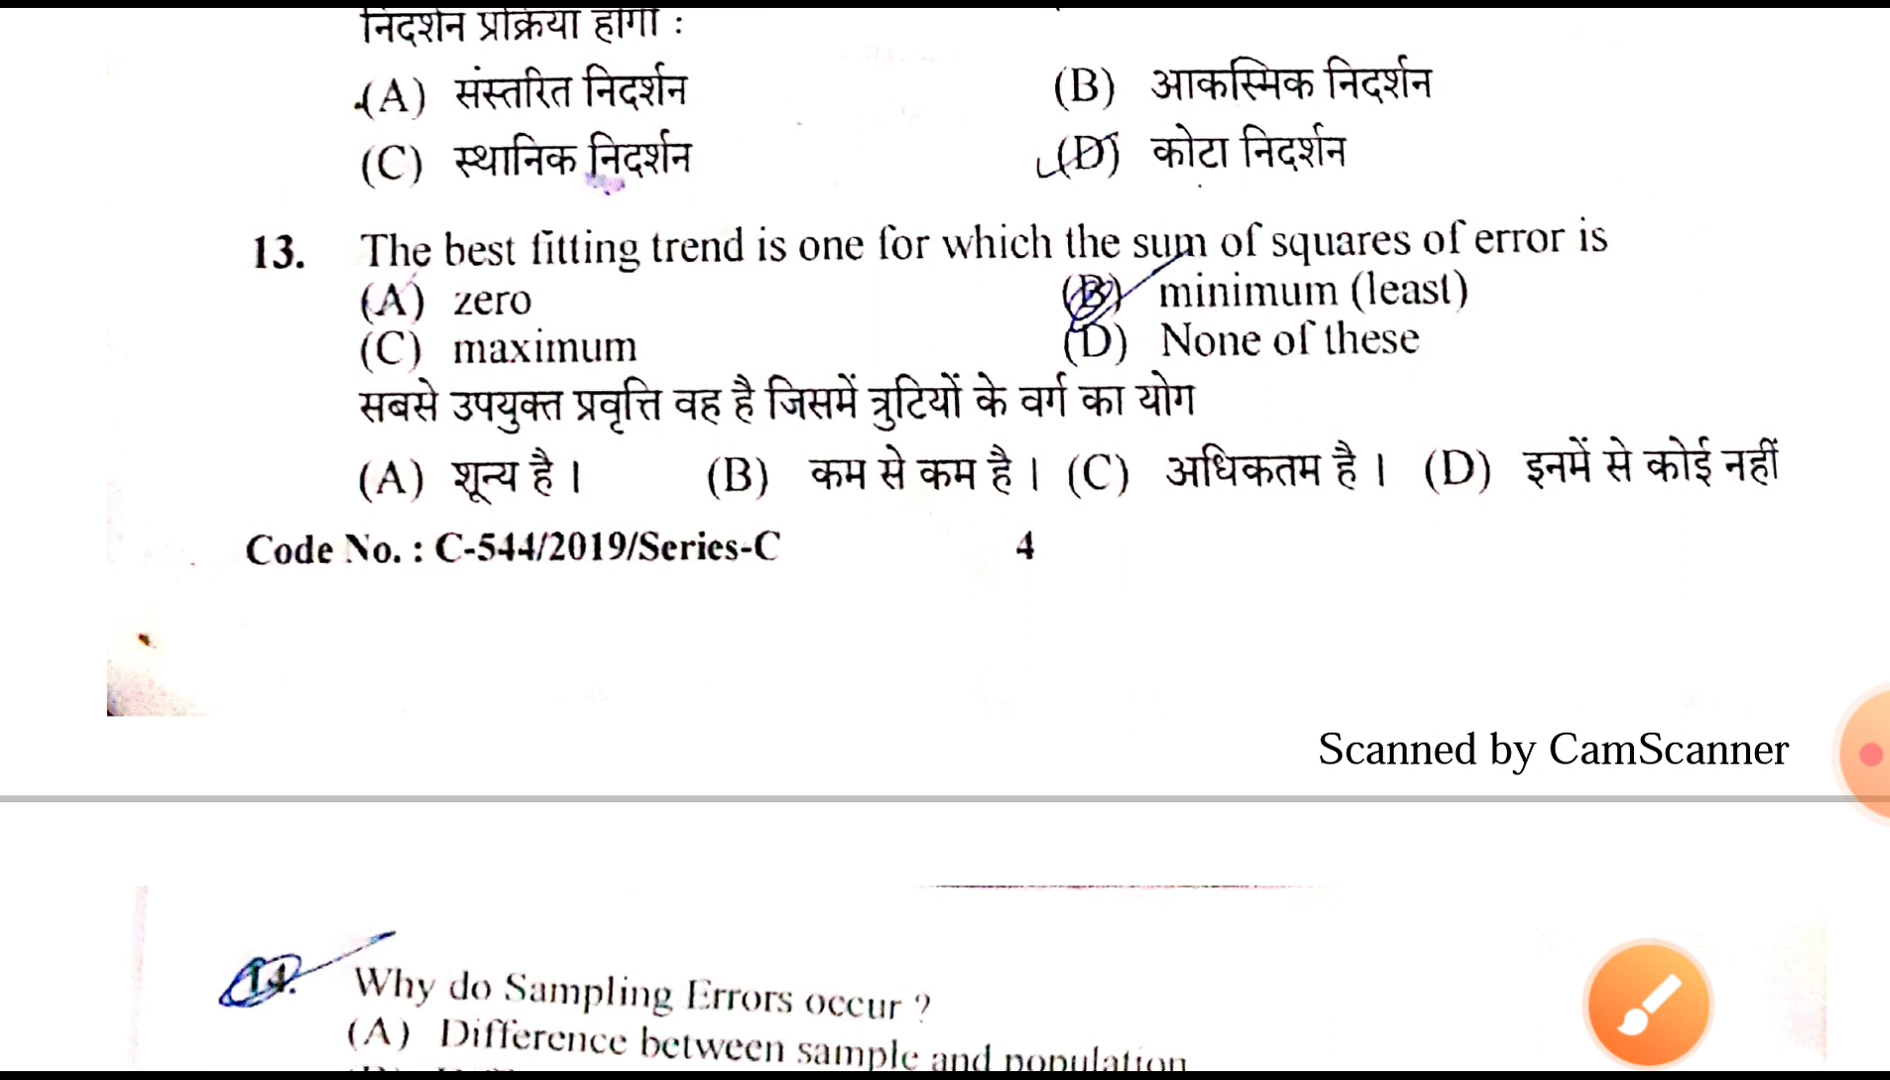 निदर्शन प्रक्रिया होगी :
(A) संस्तरित निदर्शन (B) आकस्मिक निदर्शन
(C) स्थानिक निदर्शन (D) कोटा निदर्शन
13. The best fitting trend is one for which the sum of squares of error is
(A) zero (B) minimum (least)
(C) maximum (D) None of these
सबसे उपयुक्त प्रवृत्ति वह है जिसमें त्रुटियों के वर्ग का योग
(A) शून्य है । (B) कम से कम है । (C) अधिकतम है । (D) इनमें से कोई नहीं
Code No. : C-544/2019/Series-C 4
Scanned by CamScanner
14. Why do Sampling Errors occur ?
(A) Difference between sample and population